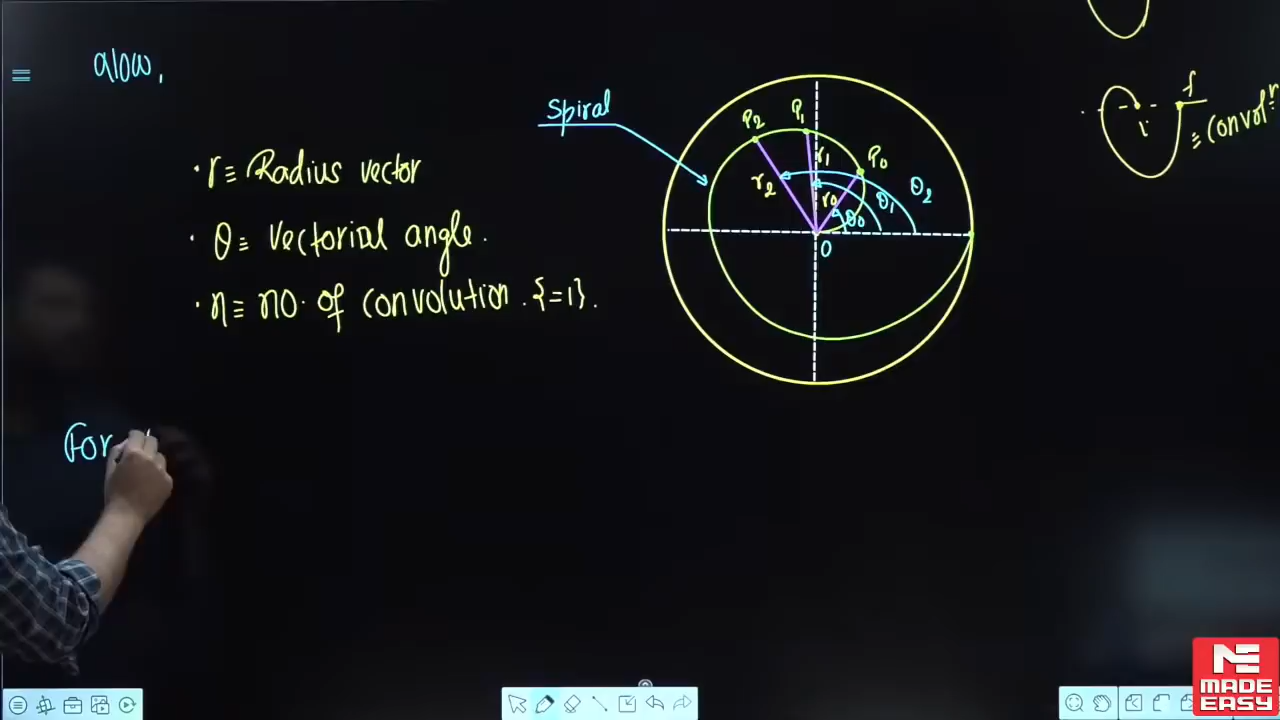 alow.
· r ≡ Radius vector
· θ ≡ vectorial angle.
· n ≡ no. of convolution. {=1}.
For
Spiral
P2
P1
P0
r2
r1
r0
θ0
θ1
θ2
O
i
f
≡ Convolⁿ
MADE
EASY